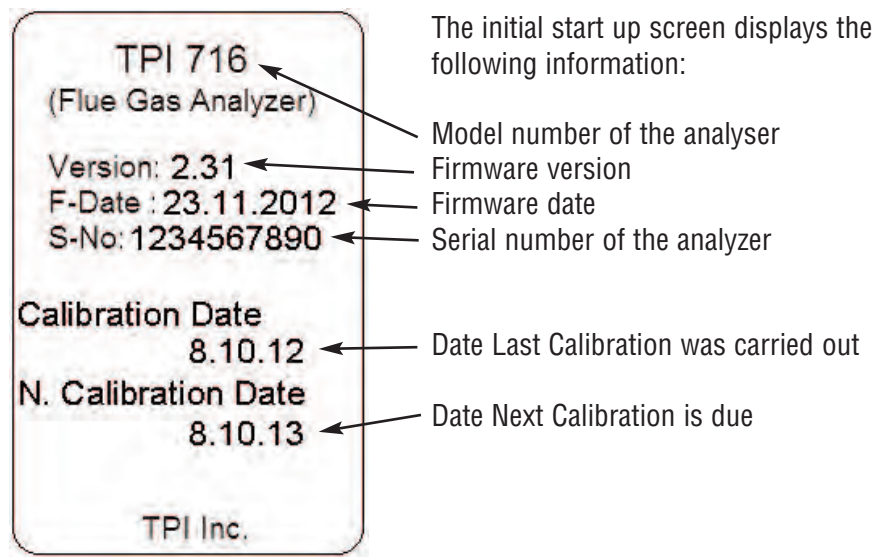 TPI 716
(Flue Gas Analyzer)
Version: 2.31
F-Date : 23.11.2012
S-No: 1234567890
Calibration Date
8.10.12
N. Calibration Date
8.10.13
TPI Inc.
The initial start up screen displays the
following information:
Model number of the analyser
Firmware version
Firmware date
Serial number of the analyzer
Date Last Calibration was carried out
Date Next Calibration is due